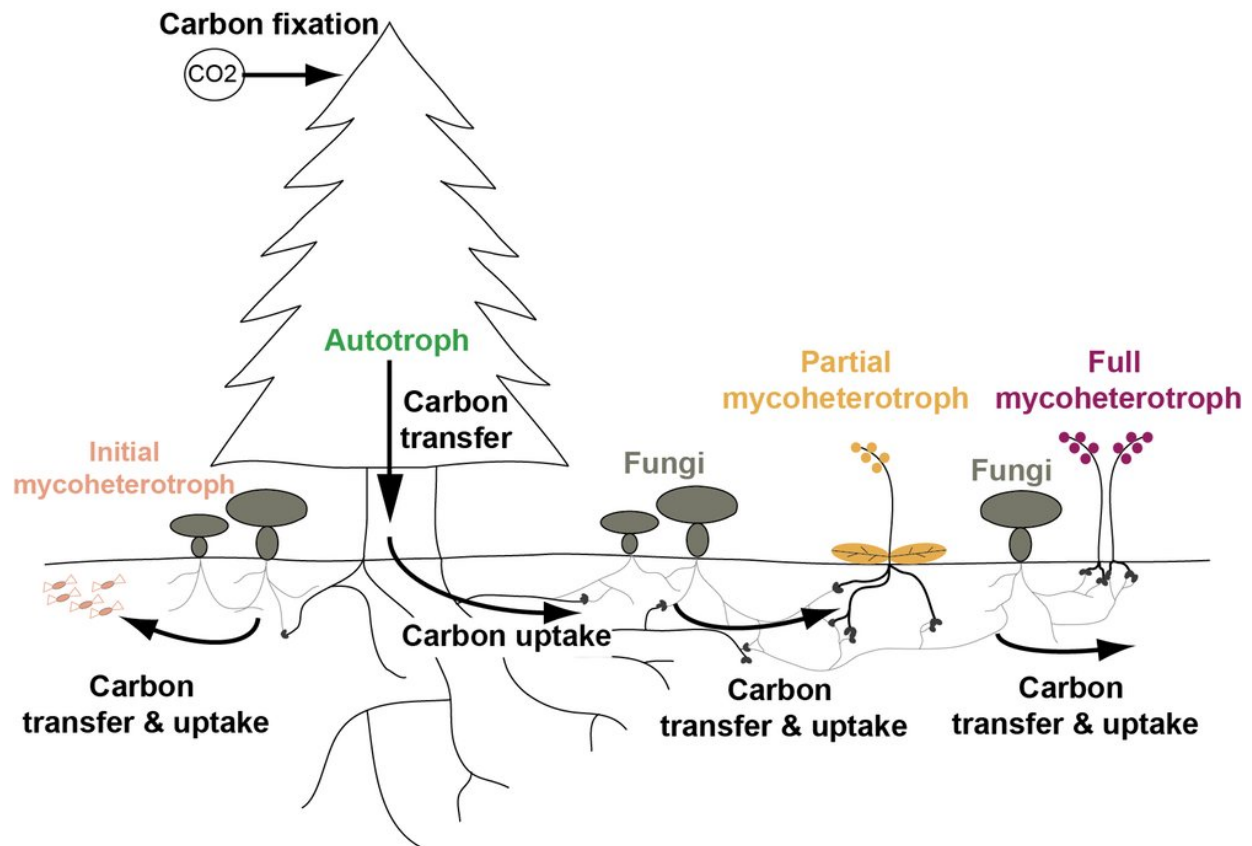 Carbon fixation
CO2
Autotroph
Carbon
transfer
Partial
mycoheterotroph
Full
mycoheterotroph
Initial
mycoheterotroph
Fungi
Fungi
Carbon uptake
Carbon
transfer & uptake
Carbon
transfer & uptake
Carbon
transfer & uptake